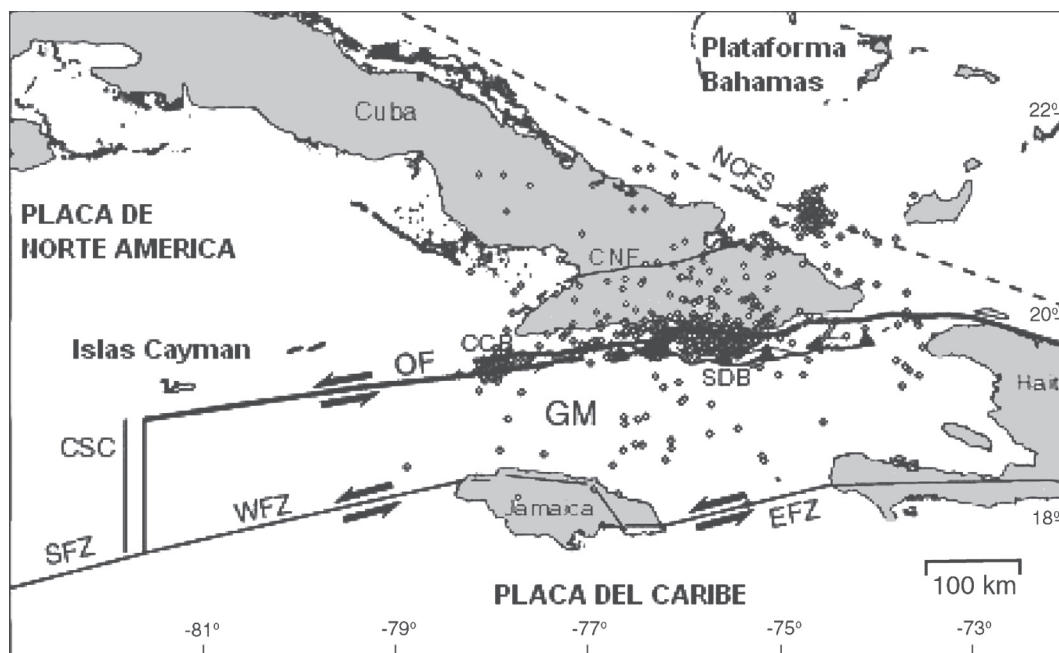 Plataforma
Bahamas
Cuba
22º
NCFS
PLACA DE
NORTE AMERICA
CNF
20º
Islas Cayman
CCB
OF
SDB
Hait
GM
CSC
WFZ
Jamaica
EFZ
18º
SFZ
100 km
PLACA DEL CARIBE
-81º
-79º
-77º
-75º
-73º